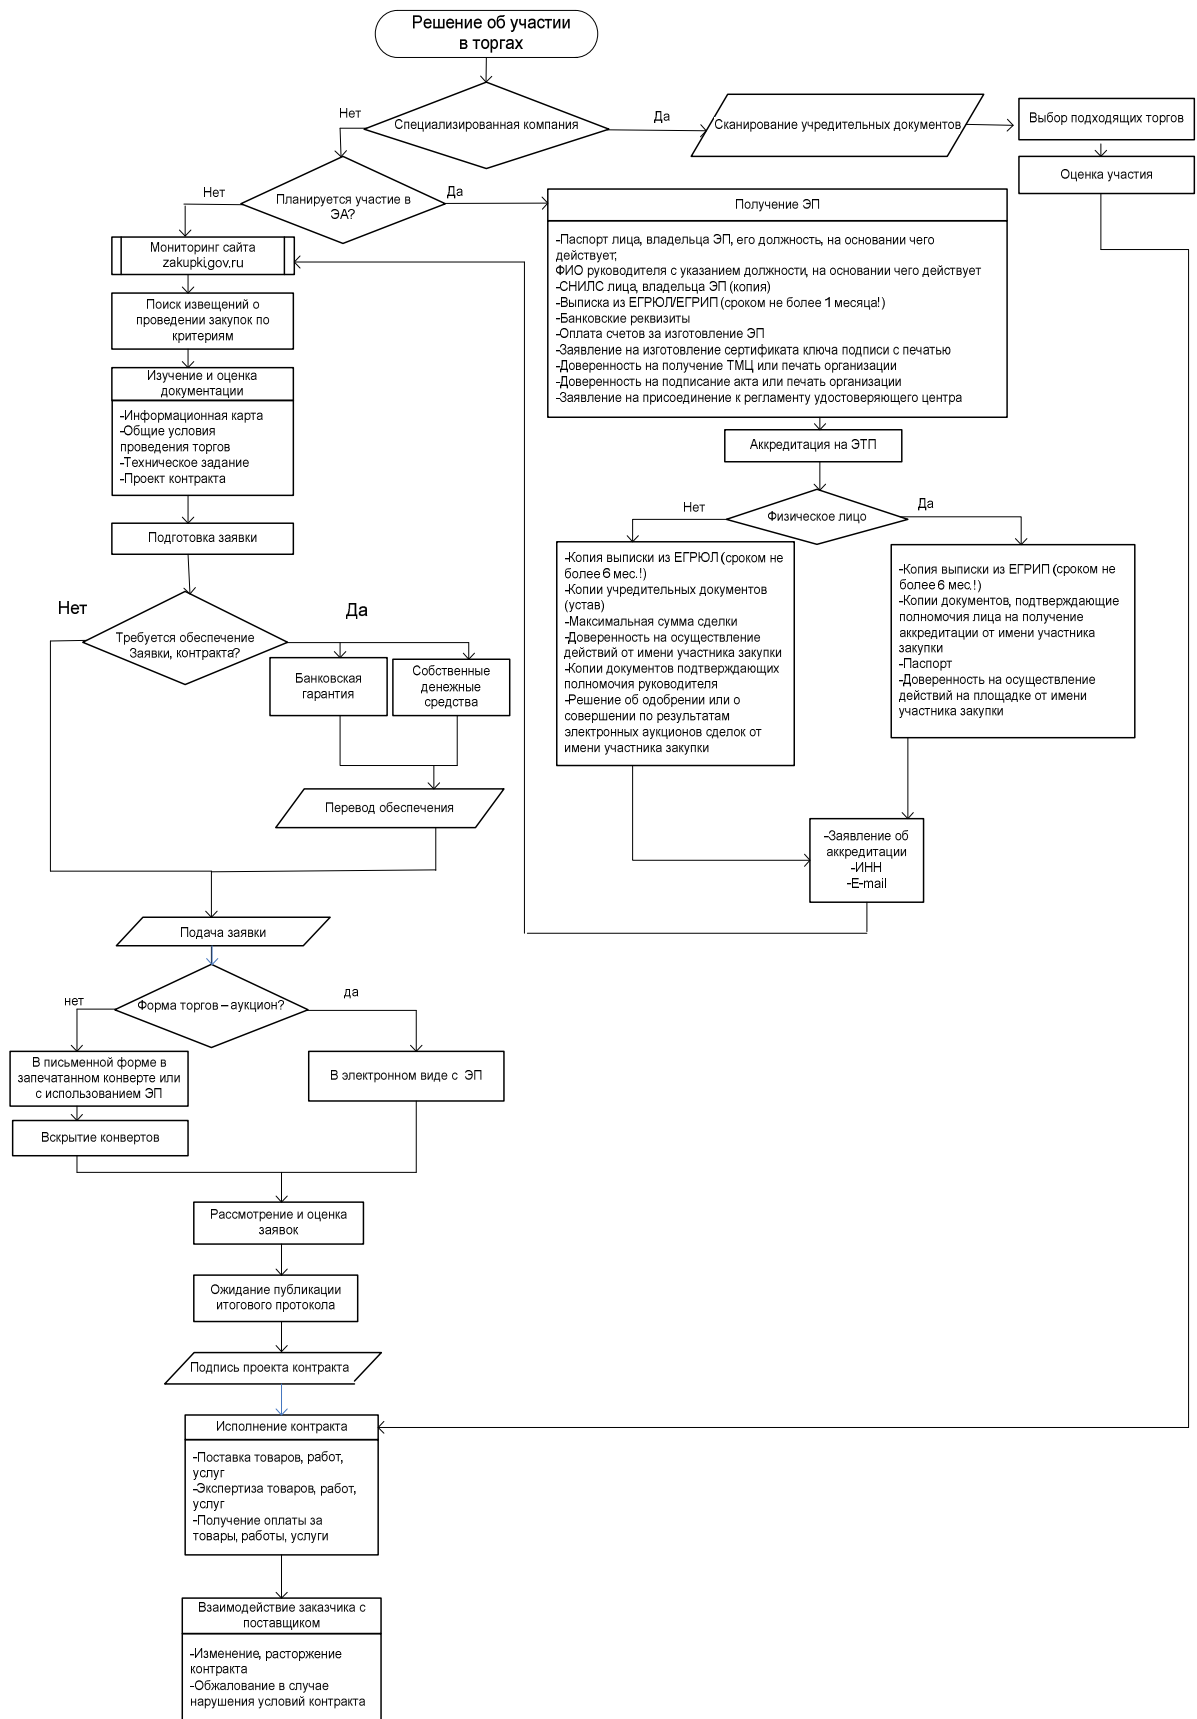 Решение об участии
в торгах
Нет
Специализированная компания
Да
Сканирование учредительных документов
Выбор подходящих торгов
Оценка участия
Нет
Планируется участие в
ЭА?
Да
Получение ЭП
-Паспорт лица, владельца ЭП, его должность, на основании чего
действует;
ФИО руководителя с указанием должности, на основании чего действует
-СНИЛС лица, владельца ЭП (копия)
-Выписка из ЕГРЮЛ/ЕГРИП (сроком не более 1 месяца!)
-Банковские реквизиты
-Оплата счетов за изготовление ЭП
-Заявление на изготовление сертификата ключа подписи с печатью
-Доверенность на получение ТМЦ или печать организации
-Доверенность на подписание акта или печать организации
-Заявление на присоединение к регламенту удостоверяющего центра
Мониторинг сайта
zakupki.gov.ru
Поиск извещений о
проведении закупок по
критериям
Изучение и оценка
документации
-Информационная карта
-Общие условия
проведения торгов
-Техническое задание
-Проект контракта
Подготовка заявки
Аккредитация на ЭТП
Нет
Физическое лицо
Да
-Копия выписки из ЕГРЮЛ (сроком не
более 6 мес.!)
-Копии учредительных документов
(устав)
-Максимальная сумма сделки
-Доверенность на осуществление
действий от имени участника закупки
-Копии документов подтверждающих
полномочия руководителя
-Решение об одобрении или о
совершении по результатам
электронных аукционов сделок от
имени участника закупки
-Копия выписки из ЕГРИП (сроком не
более 6 мес.!)
-Копии документов, подтверждающие
полномочия лица на получение
аккредитации от имени участника
закупки
-Паспорт
-Доверенность на осуществление
действий на площадке от имени
участника закупки
-Заявление об
аккредитации
-ИНН
-E-mail
Нет
Да
Требуется обеспечение
Заявки, контракта?
Банковская
гарантия
Собственные
денежные
средства
Перевод обеспечения
Подача заявки
нет
Форма торгов – аукцион?
да
В письменной форме в
запечатанном конверте или
с использованием ЭП
В электронном виде с ЭП
Вскрытие конвертов
Рассмотрение и оценка
заявок
Ожидание публикации
итогового протокола
Подпись проекта контракта
Исполнение контракта
-Поставка товаров, работ,
услуг
-Экспертиза товаров, работ,
услуг
-Получение оплаты за
товары, работы, услуги
Взаимодействие заказчика с
поставщиком
-Изменение, расторжение
контракта
-Обжалование в случае
нарушения условий контракта